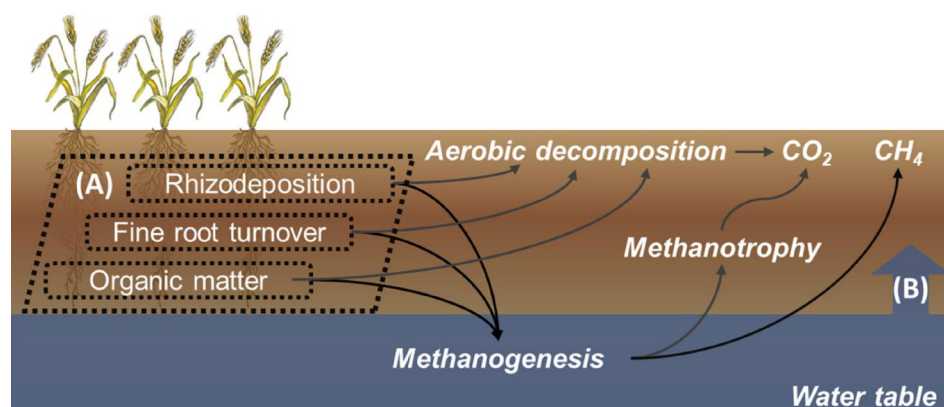 Aerobic decomposition
CO₂
CH₄
(A)
Rhizodeposition
Fine root turnover
Methanotrophy
Organic matter
(B)
Methanogenesis
Water table